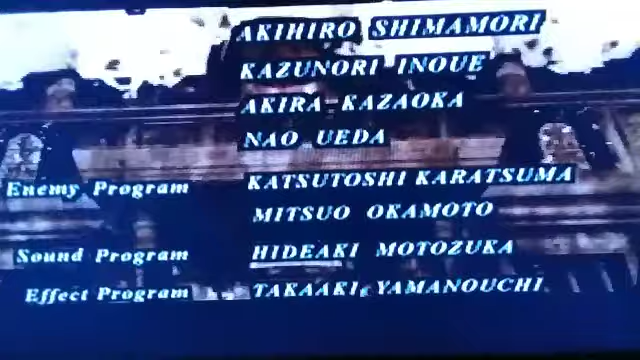 AKIHIRO SHIMAMORI
KAZUNORI INOUE
AKIRA KAZAOKA
NAO UEDA
Enemy Program KATSUTOSHI KARATSUMA
MITSUO OKAMOTO
Sound Program HIDEAKI MOTOZUKA
Effect Program TAKAAKI YAMANOUCHI